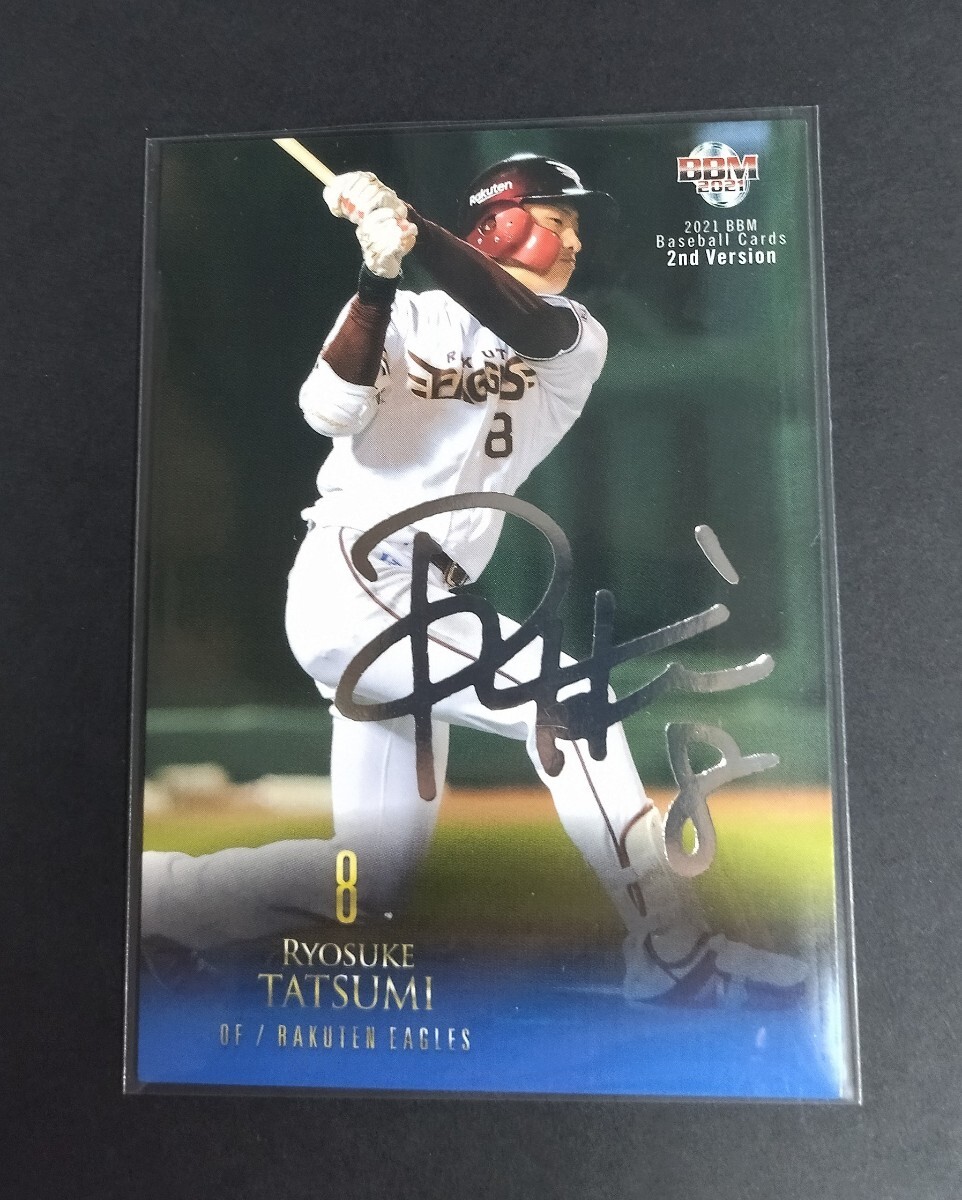 BBM
2021
2021 BBM
Baseball Cards
2nd Version
Rakuten
EAGLES
8
8
RYOSUKE
TATSUMI
OF / RAKUTEN EAGLES